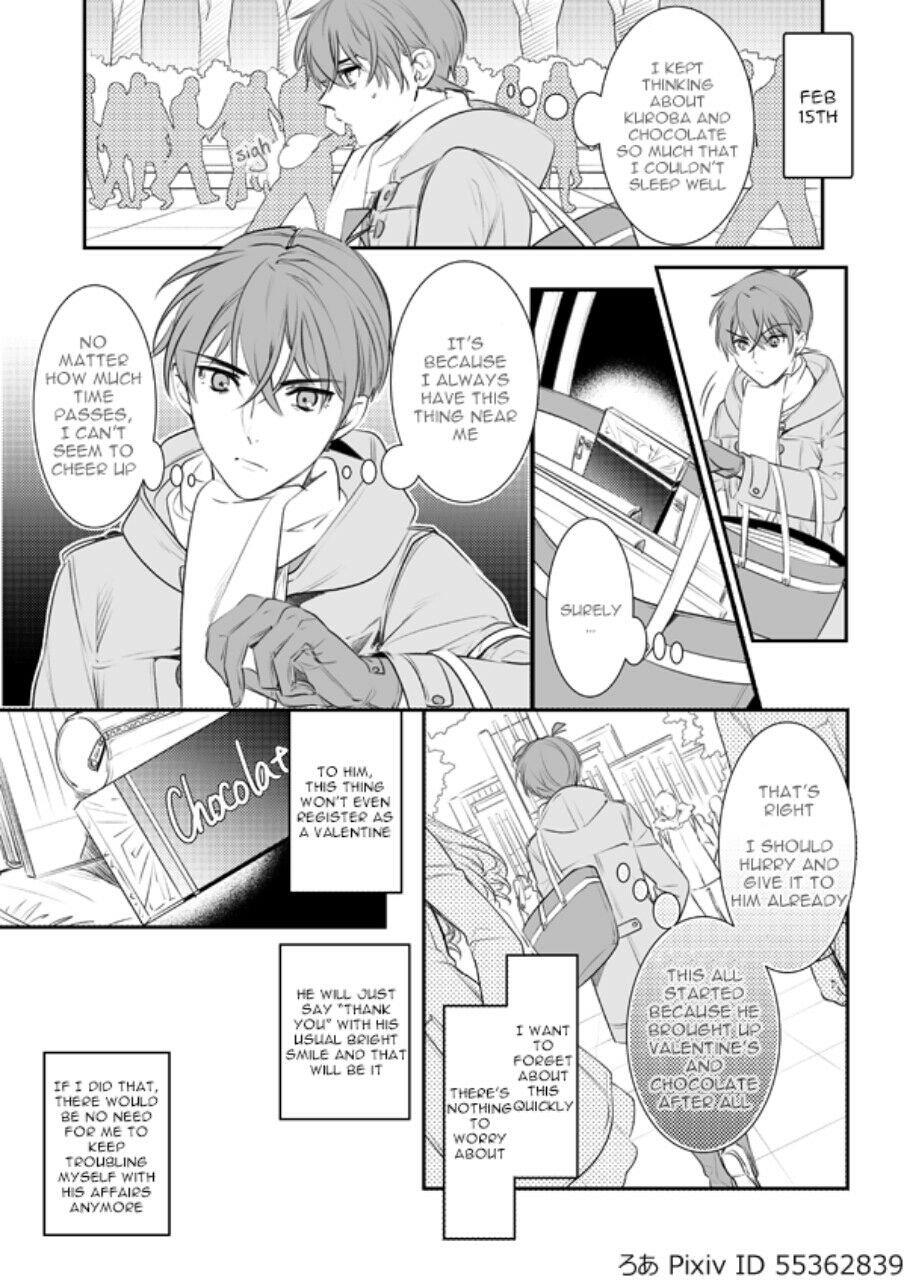 FEB
15TH
I KEPT
THINKING
ABOUT
KUROBA AND
CHOCOLATE
SO MUCH THAT
I COULDN'T
SLEEP WELL
sigh
IT'S
BECAUSE
I ALWAYS
HAVE THIS
THING NEAR
ME
NO
MATTER
HOW MUCH
TIME
PASSES,
I CAN'T
SEEM TO
CHEER UP
SURELY
...
THAT'S
RIGHT
I SHOULD
HURRY AND
GIVE IT TO
HIM ALREADY
THIS ALL
STARTED
BECAUSE HE
BROUGHT UP
VALENTINE'S
AND
CHOCOLATE
AFTER ALL
I WANT
TO
FORGET
ABOUT
THIS
QUICKLY
THERE'S
NOTHING
TO
WORRY
ABOUT
Chocolat
TO HIM,
THIS THING
WON'T EVEN
REGISTER AS
A VALENTINE
HE WILL JUST
SAY "THANK
YOU" WITH HIS
USUAL BRIGHT
SMILE AND THAT
WILL BE IT
IF I DID THAT,
THERE WOULD
BE NO NEED
FOR ME TO
KEEP
TROUBLING
MYSELF WITH
HIS AFFAIRS
ANYMORE
ろあ Pixiv ID 55362839